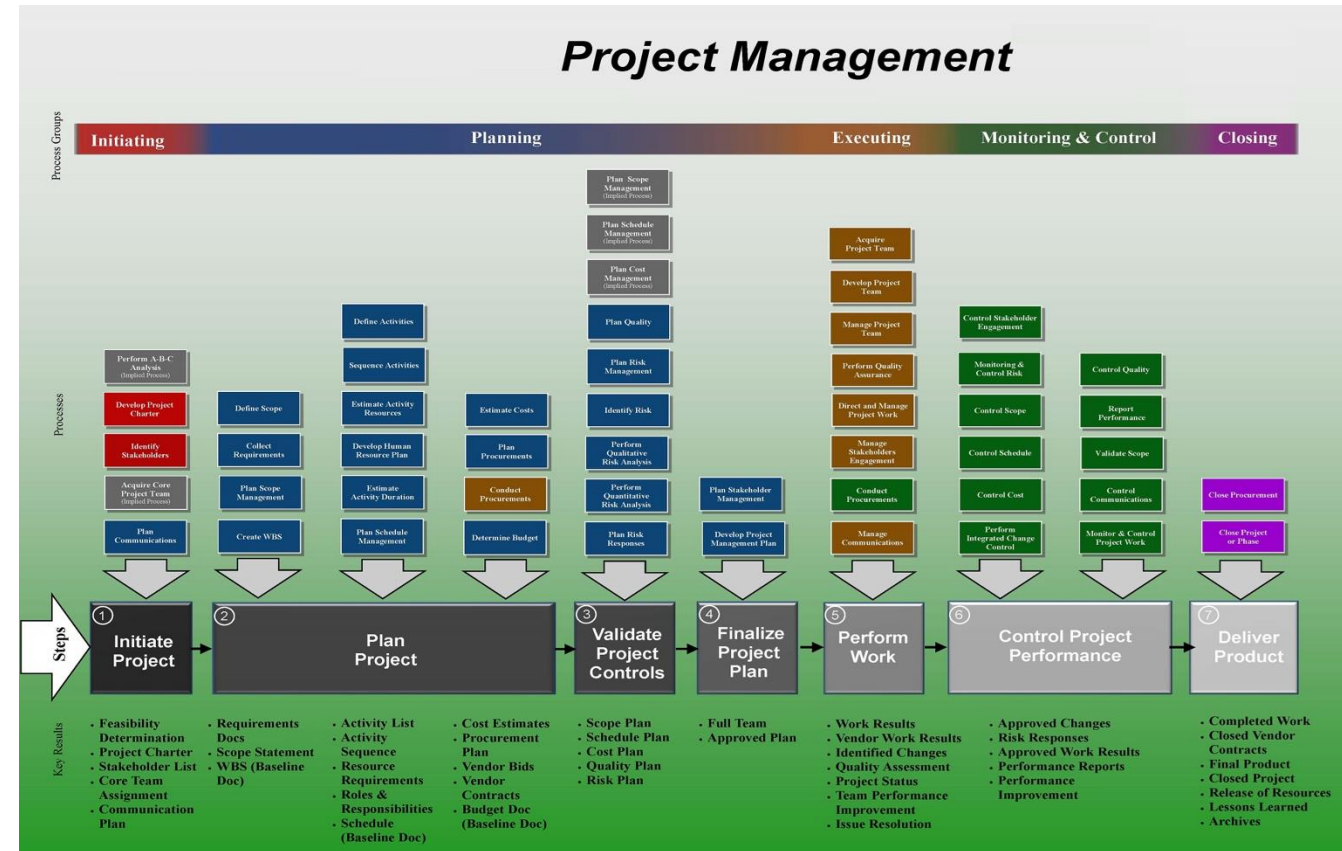 Project Management
Process Groups
Initiating
Planning
Executing
Monitoring & Control
Closing
Processes
Perform A-B-C
Analysis
(Implied Process)
Develop Project
Charter
Identify
Stakeholders
Acquire Core
Project Team
(Implied Process)
Plan
Communications
Define Scope
Collect
Requirements
Plan Scope
Management
Create WBS
Define Activities
Sequence Activities
Estimate Activity
Resources
Develop Human
Resource Plan
Estimate
Activity Duration
Plan Schedule
Management
Estimate Costs
Plan
Procurements
Conduct
Procurements
Determine Budget
Plan Scope
Management
(Implied Process)
Plan Schedule
Management
(Implied Process)
Plan Cost
Management
(Implied Process)
Plan Quality
Plan Risk
Management
Identify Risk
Perform
Qualitative
Risk Analysis
Perform
Quantitative
Risk Analysis
Plan Risk
Responses
Plan Stakeholder
Management
Develop Project
Management Plan
Acquire
Project Team
Develop Project
Team
Manage Project
Team
Perform Quality
Assurance
Direct and Manage
Project Work
Manage
Stakeholders
Engagement
Conduct
Procurements
Manage
Communications
Control Stakeholder
Engagement
Monitoring &
Control Risk
Control Scope
Control Schedule
Control Cost
Perform
Integrated Change
Control
Control Quality
Report
Performance
Validate Scope
Control
Communications
Monitor & Control
Project Work
Close Procurement
Close Project
or Phase
Steps
1
Initiate
Project
2
Plan
Project
3
Validate
Project
Controls
4
Finalize
Project
Plan
5
Perform
Work
6
Control Project
Performance
7
Deliver
Product
Key Results
• Feasibility
Determination
• Project Charter
• Stakeholder List
• Core Team
Assignment
• Communication
Plan
• Requirements
Docs
• Scope Statement
• WBS (Baseline
Doc)
• Activity List
• Activity
Sequence
• Resource
Requirements
• Roles &
Responsibilities
• Schedule
(Baseline Doc)
• Cost Estimates
• Procurement
Plan
• Vendor Bids
• Vendor
Contracts
• Budget Doc
(Baseline Doc)
• Scope Plan
• Schedule Plan
• Cost Plan
• Quality Plan
• Risk Plan
• Full Team
• Approved Plan
• Work Results
• Vendor Work Results
• Identified Changes
• Quality Assessment
• Project Status
• Team Performance
Improvement
• Issue Resolution
• Approved Changes
• Risk Responses
• Approved Work Results
• Performance Reports
• Performance
Improvement
• Completed Work
• Closed Vendor
Contracts
• Final Product
• Closed Project
• Release of Resources
• Lessons Learned
• Archives